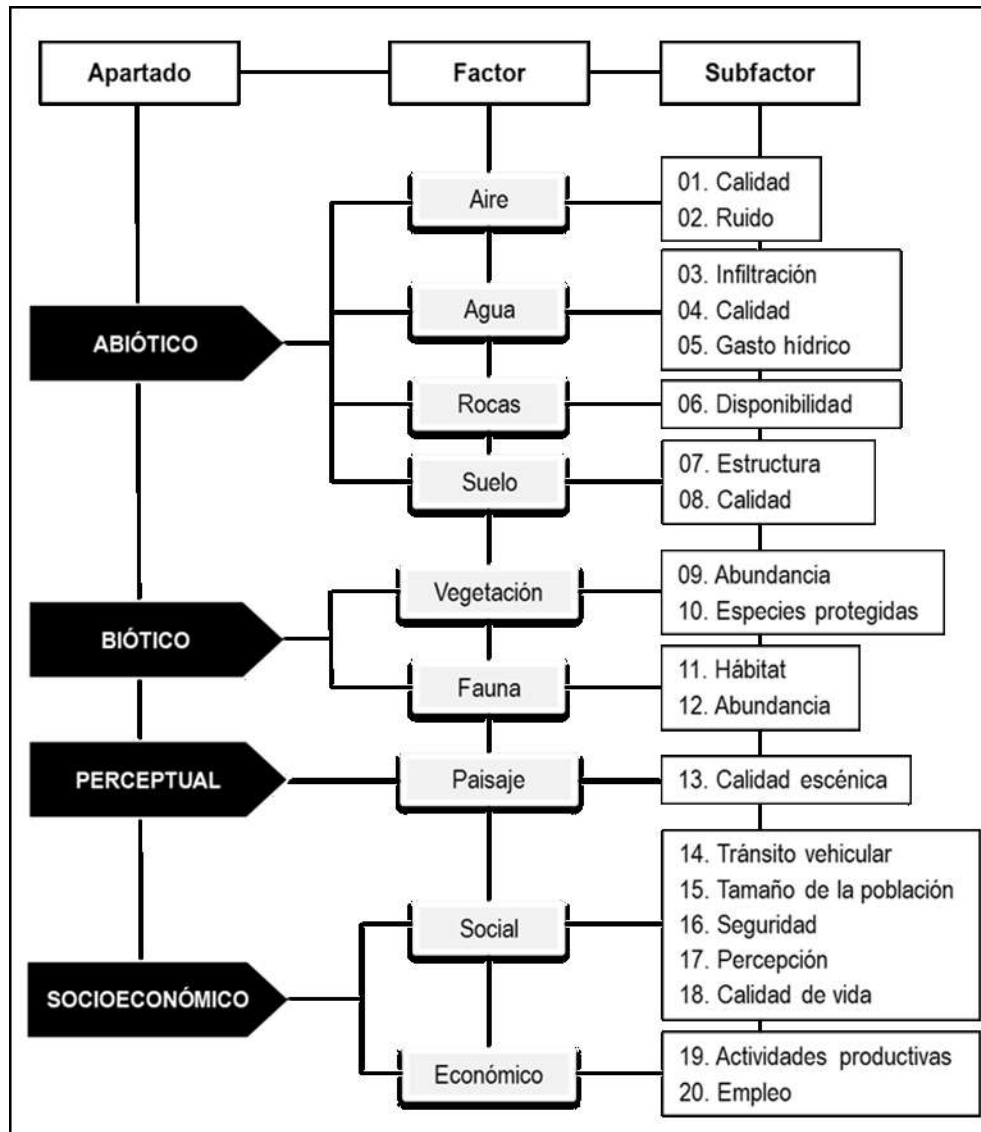 Apartado
Factor
Subfactor
ABIÓTICO
Aire
01. Calidad
02. Ruido
Agua
03. Infiltración
04. Calidad
05. Gasto hídrico
Rocas
06. Disponibilidad
Suelo
07. Estructura
08. Calidad
BIÓTICO
Vegetación
09. Abundancia
10. Especies protegidas
Fauna
11. Hábitat
12. Abundancia
PERCEPTUAL
Paisaje
13. Calidad escénica
SOCIOECONÓMICO
Social
14. Tránsito vehicular
15. Tamaño de la población
16. Seguridad
17. Percepción
18. Calidad de vida
Económico
19. Actividades productivas
20. Empleo